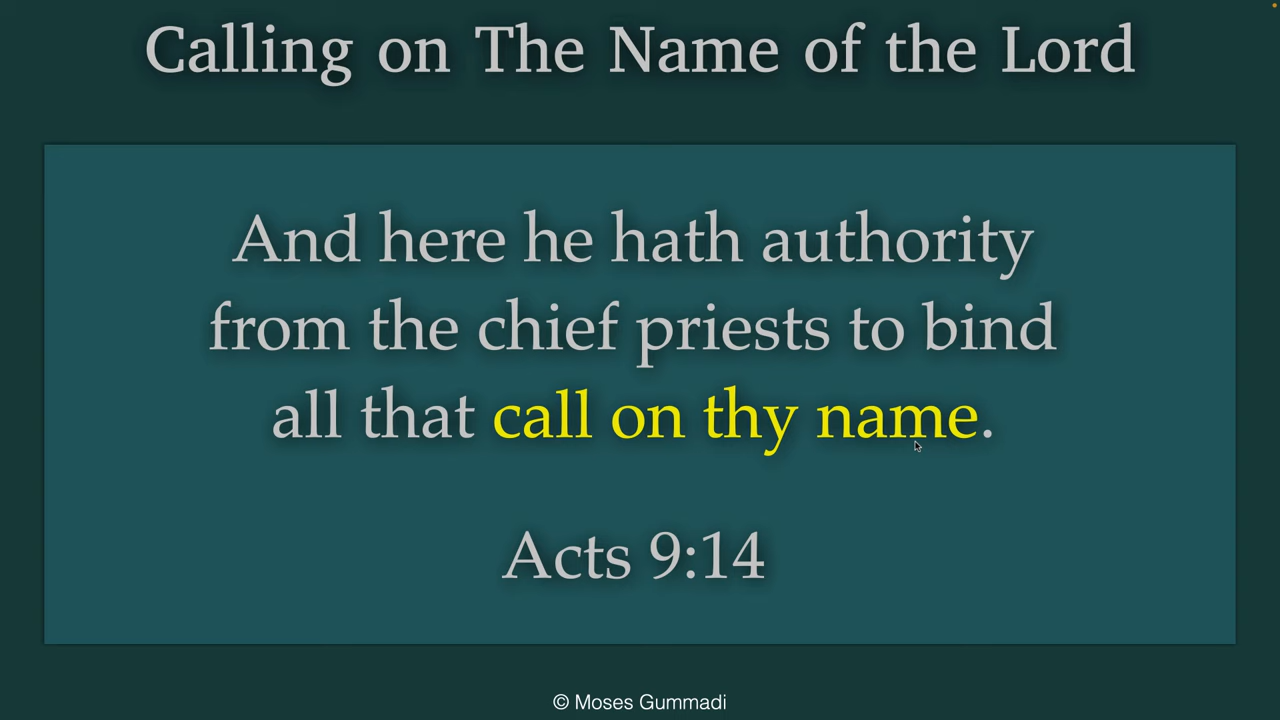 Calling on The Name of the Lord
And here he hath authority
from the chief priests to bind
all that call on thy name.
Acts 9:14
© Moses Gummadi